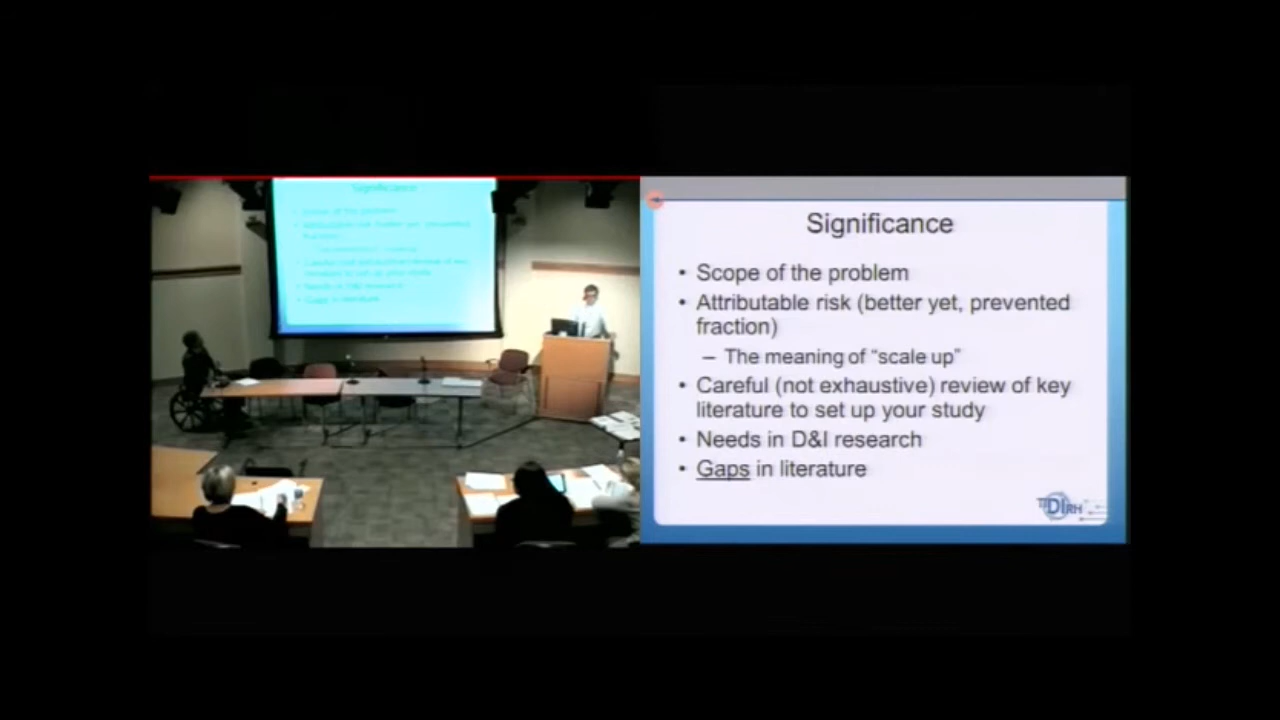 Significance
• Scope of the problem
• Attributable risk (better yet, prevented
fraction)
– The meaning of “scale up”
• Careful (not exhaustive) review of key
literature to set up your study
• Needs in D&I research
• Gaps in literature
Significance